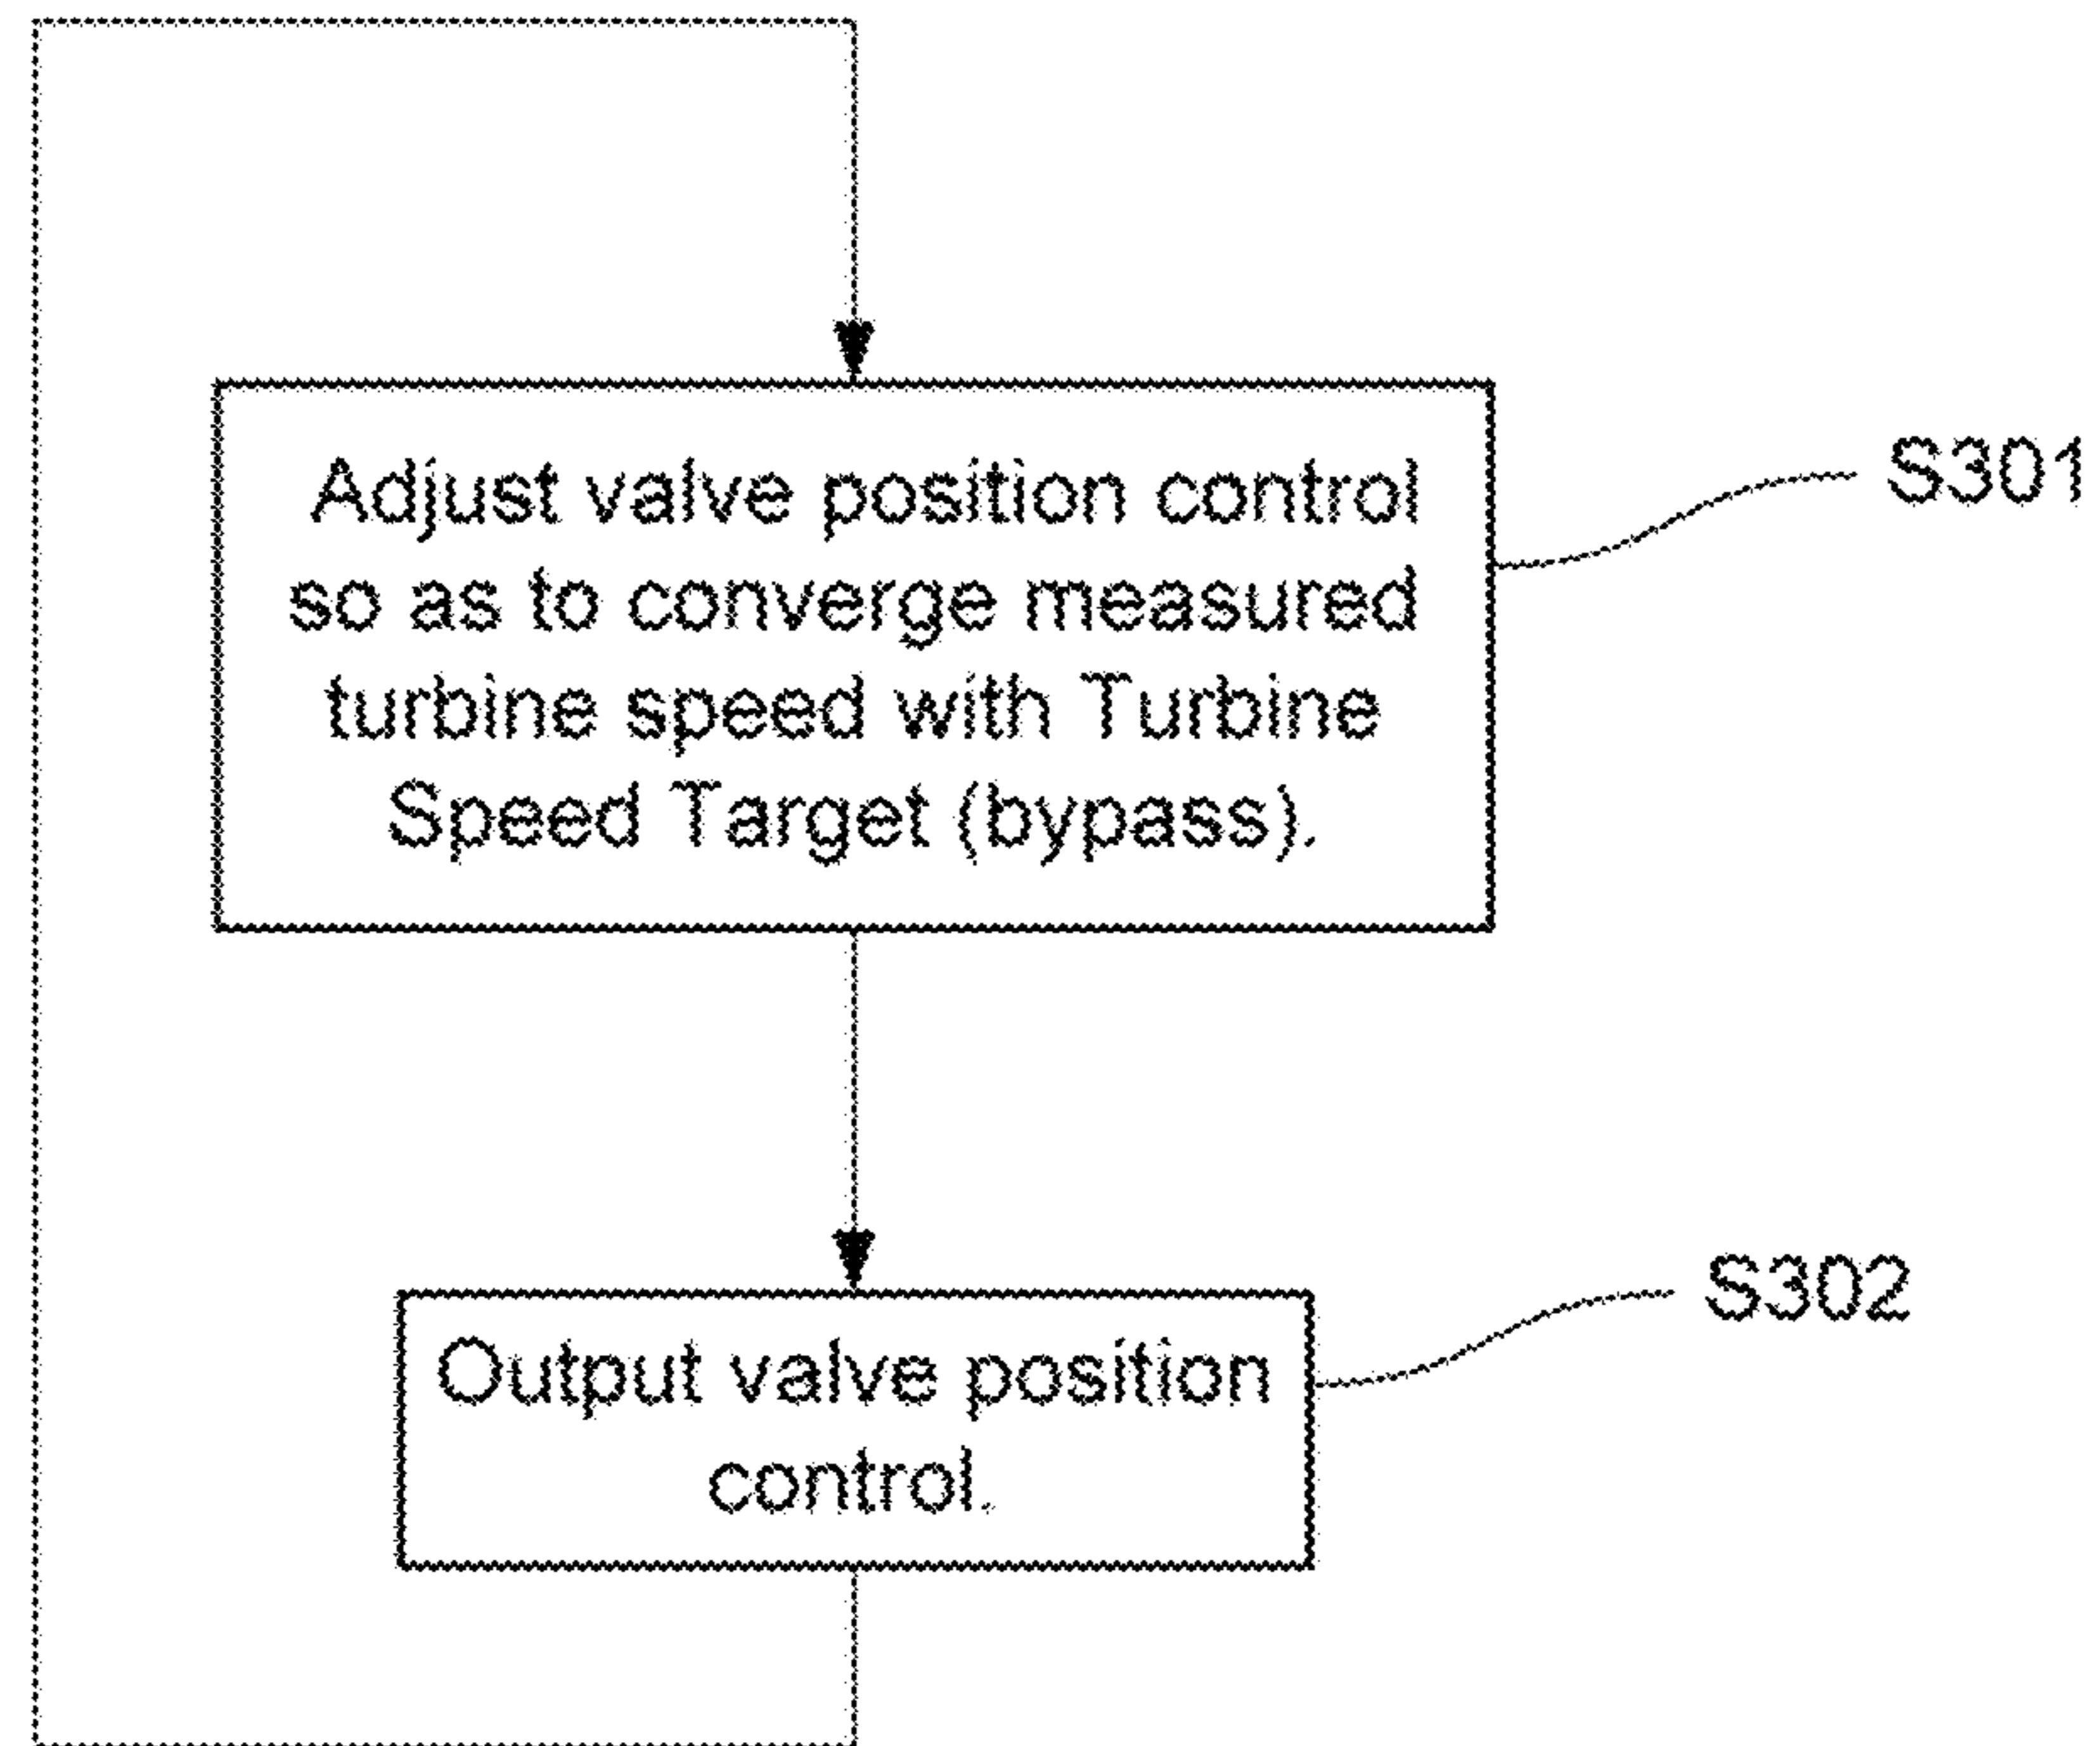 Adjust valve position control
so as to converge measured
turbine speed with Turbine
Speed Target (bypass).
S301
Output valve position
control.
S302